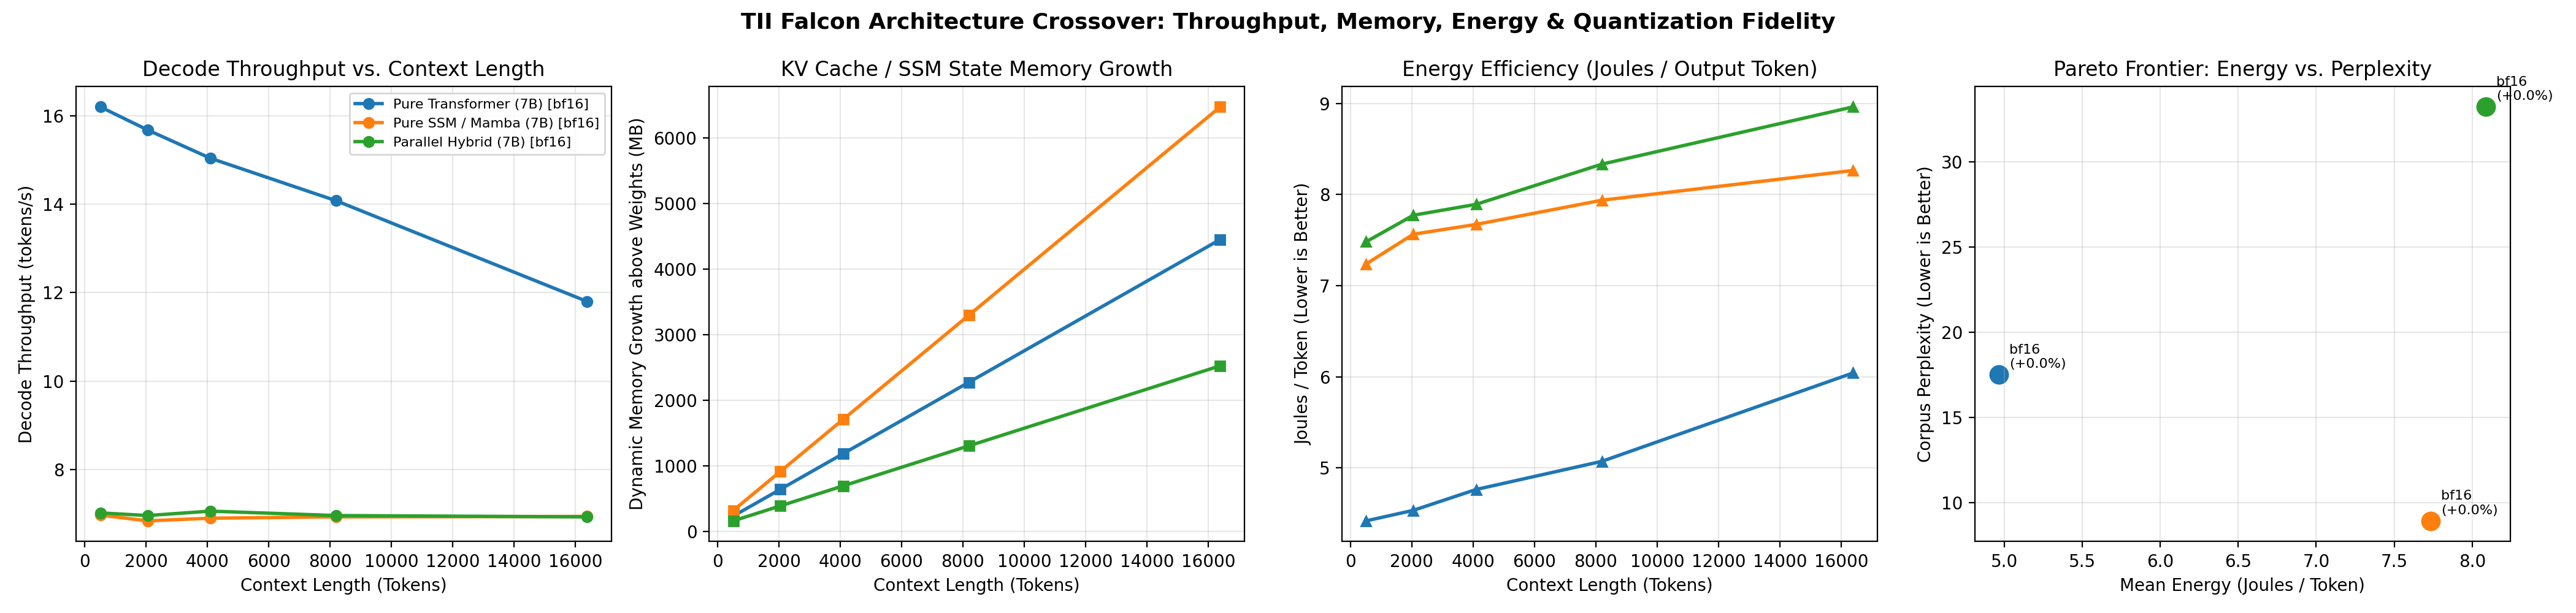 TII Falcon Architecture Crossover: Throughput, Memory, Energy & Quantization Fidelity
Decode Throughput vs. Context Length
Decode Throughput (tokens/s)
16
14
12
10
8
Pure Transformer (7B) [bf16]
Pure SSM / Mamba (7B) [bf16]
Parallel Hybrid (7B) [bf16]
0 2000 4000 6000 8000 10000 12000 14000 16000
Context Length (Tokens)
KV Cache / SSM State Memory Growth
Dynamic Memory Growth above Weights (MB)
6000
5000
4000
3000
2000
1000
0
0 2000 4000 6000 8000 10000 12000 14000 16000
Context Length (Tokens)
Energy Efficiency (Joules / Output Token)
Joules / Token (Lower is Better)
9
8
7
6
5
0 2000 4000 6000 8000 10000 12000 14000 16000
Context Length (Tokens)
Pareto Frontier: Energy vs. Perplexity
Corpus Perplexity (Lower is Better)
30
25
20
15
10
bf16
(+0.0%)
bf16
(+0.0%)
bf16
(+0.0%)
5.0 5.5 6.0 6.5 7.0 7.5 8.0
Mean Energy (Joules / Token)